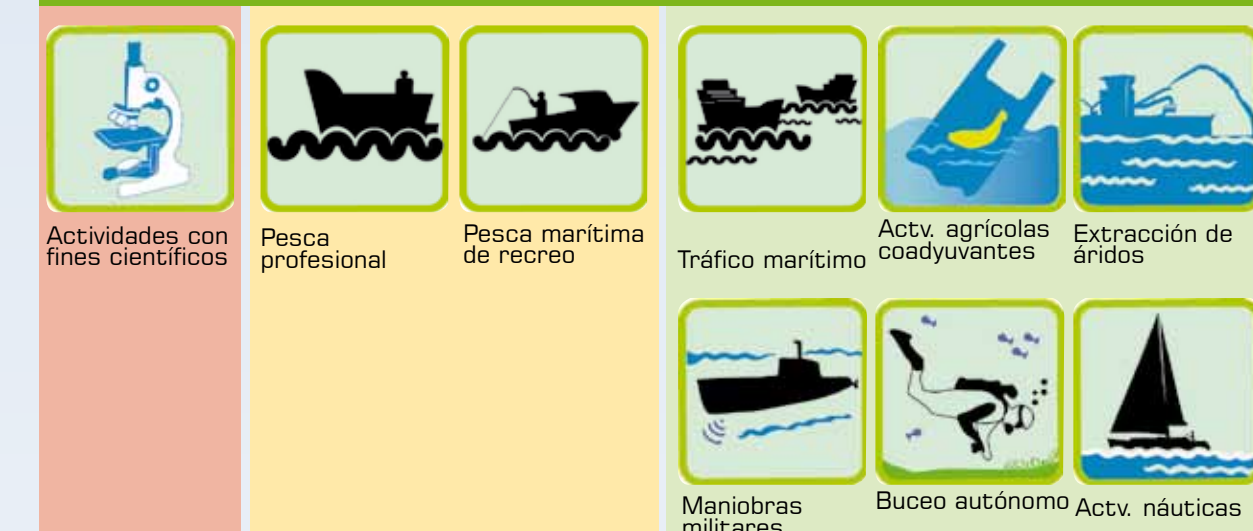 Actividades con
fines científicos
Pesca
profesional
Pesca marítima
de recreo
Tráfico marítimo
Actv. agrícolas
coadyuvantes
Extracción de
áridos
Maniobras
militares
Buceo autónomo
Actv. náuticas